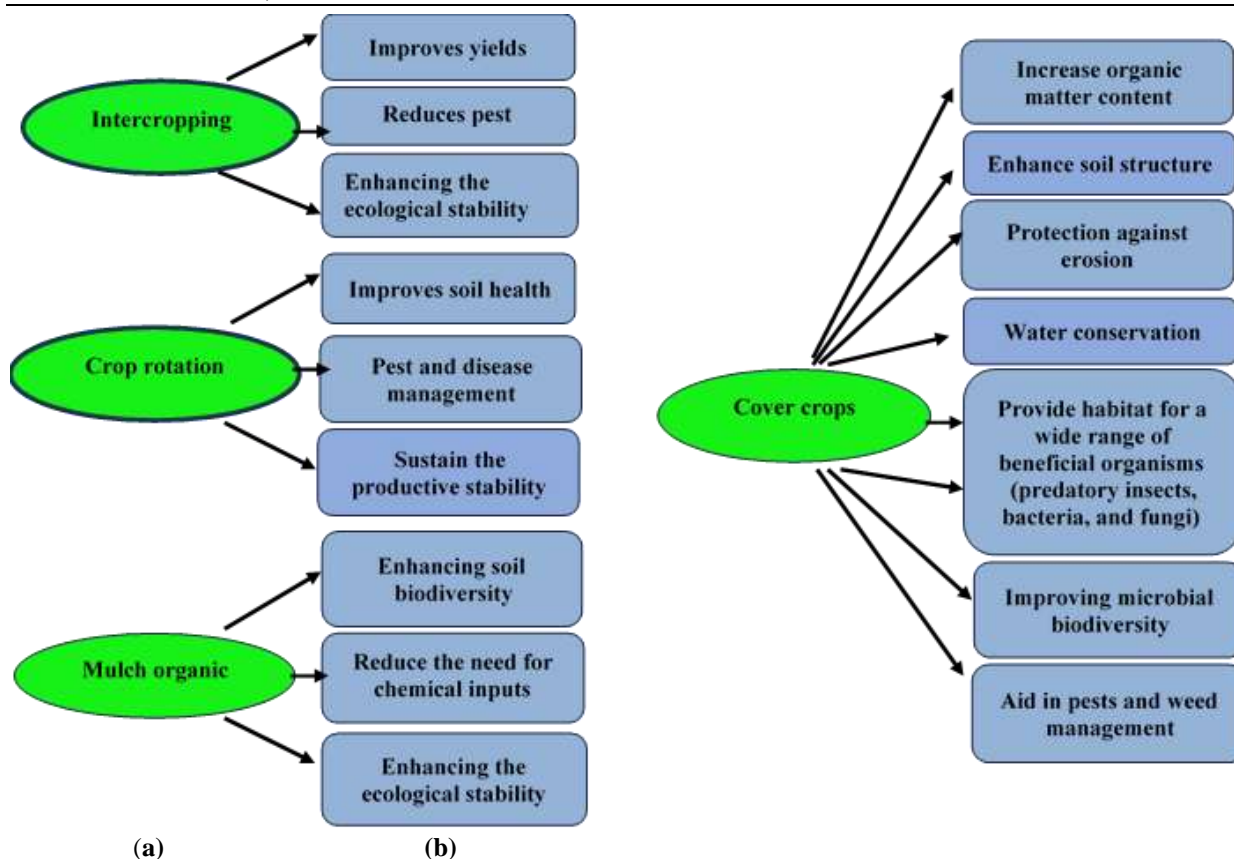 Intercropping
Improves yields
Reduces pest
Enhancing the
ecological stability
Crop rotation
Improves soil health
Pest and disease
management
Sustain the
productive stability
Mulch organic
Enhancing soil
biodiversity
Reduce the need for
chemical inputs
Enhancing the
ecological stability
(a)
(b)
Cover crops
Increase organic
matter content
Enhance soil structure
Protection against
erosion
Water conservation
Provide habitat for a
wide range of
beneficial organisms
(predatory insects,
bacteria, and fungi)
Improving microbial
biodiversity
Aid in pests and weed
management